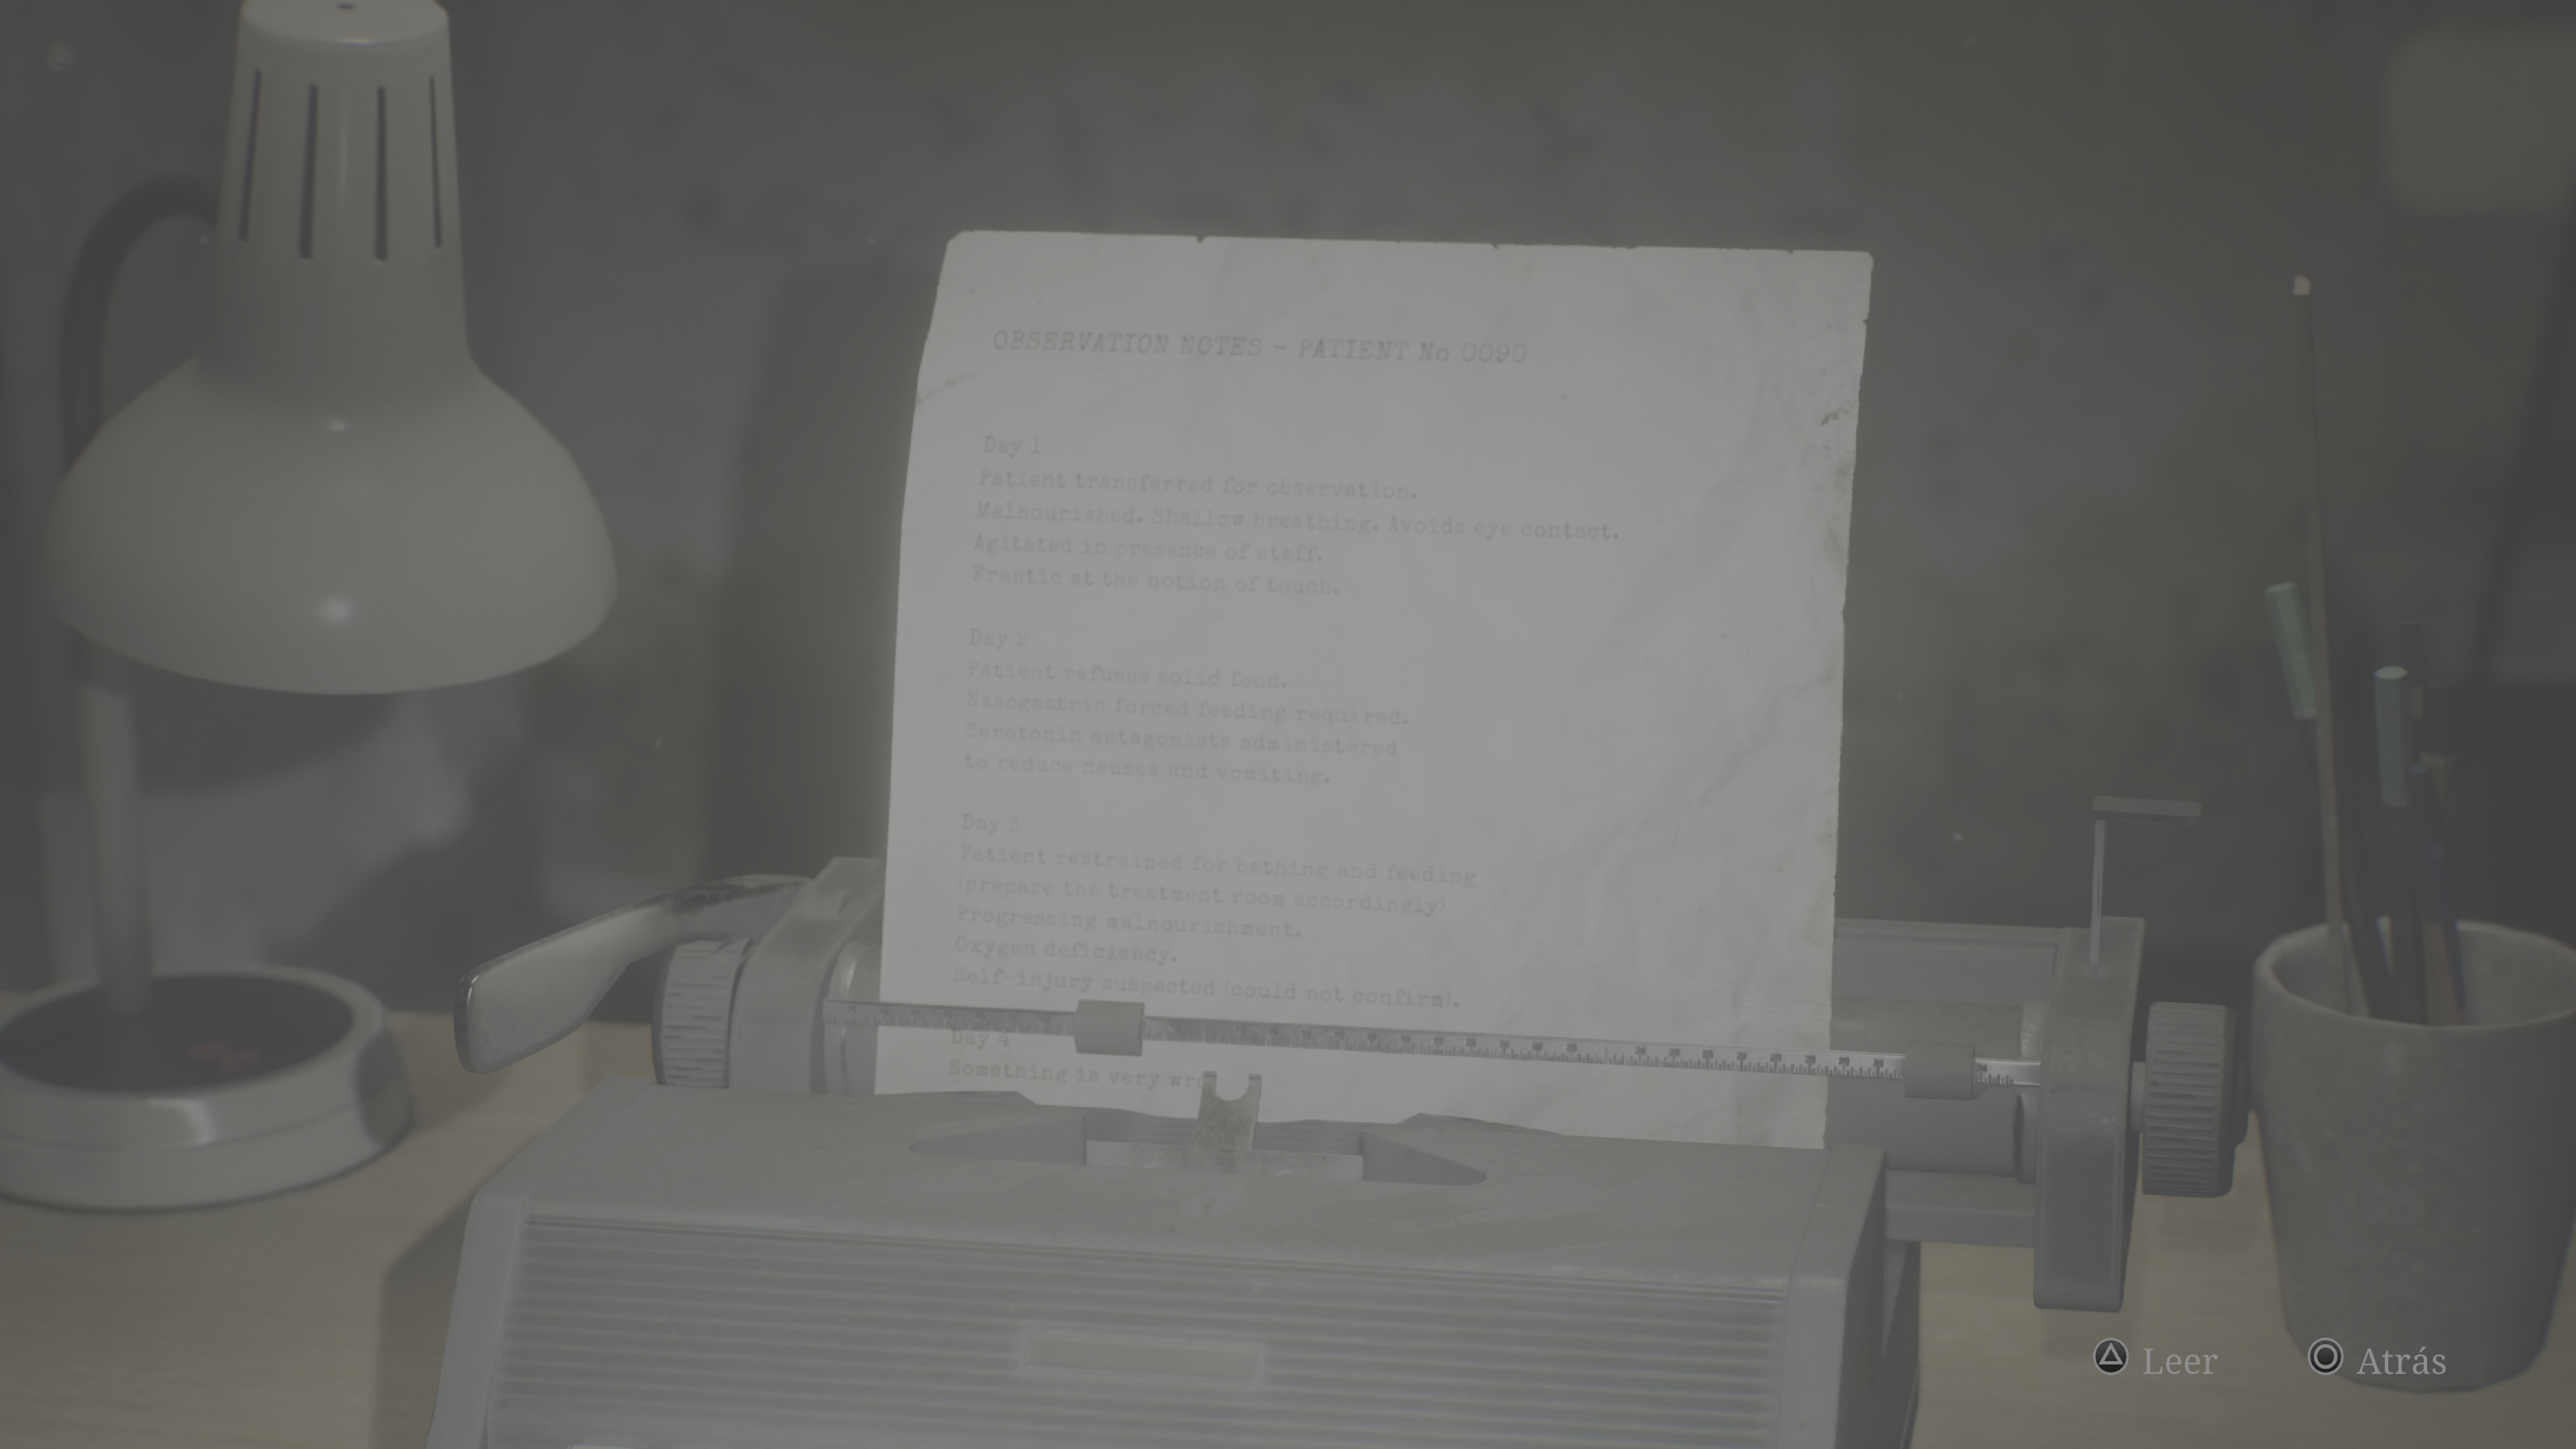 OBSERVATION NOTES - PATIENT No 0090
Day 1
Patient transferred for observation.
Malnourished. Shallow breathing. Avoids eye contact.
Agitated in presence of staff.
Frantic at the notion of touch.
Day 2
Patient refuses solid food.
Nasogastric forced feeding required.
Serotonin antagonists administered
to reduce nausea and vomiting.
Day 3
Patient restrained for bathing and feeding
(prepare the treatment room accordingly)
Progressing malnourishment.
Oxygen deficiency.
Self-injury suspected (could not confirm).
Day 4
Something is very
Leer
Atrás